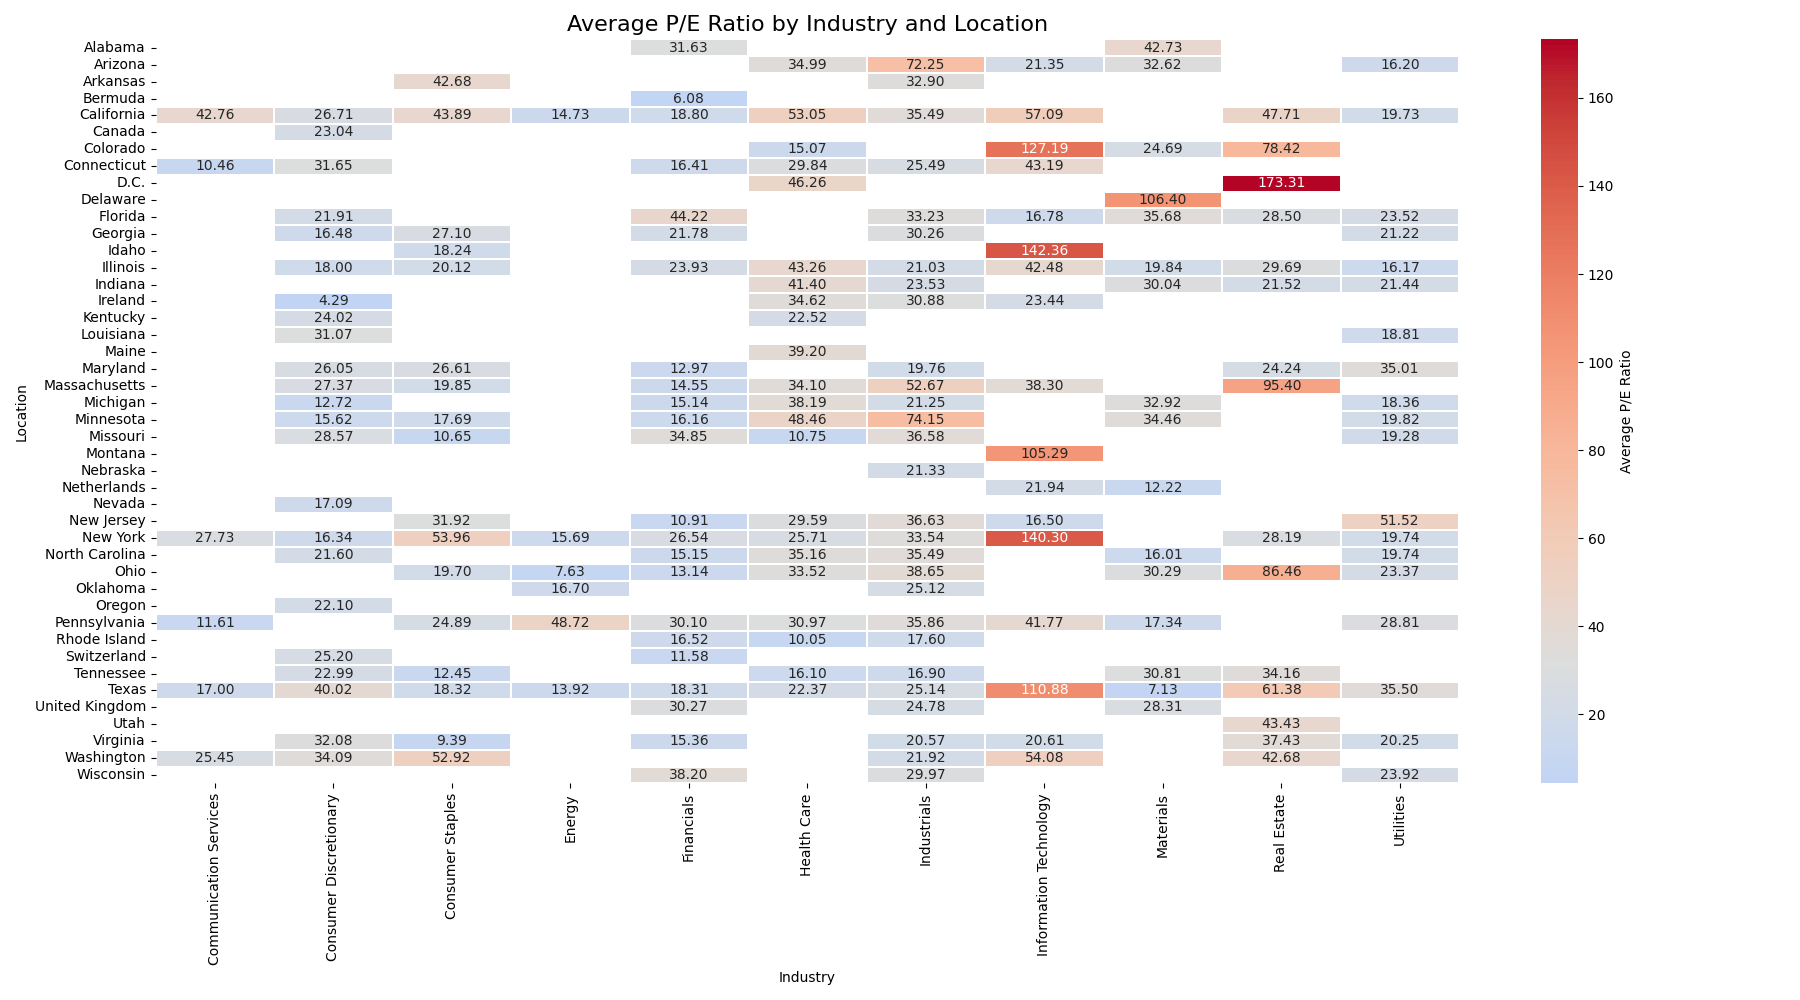 Average P/E Ratio by Industry and Location
Alabama 31.63 42.73
Arizona 34.99 72.25 21.35 32.62 16.20
Arkansas 42.68 32.90
Bermuda 6.08
California 42.76 26.71 43.89 14.73 18.80 53.05 35.49 57.09 47.71 19.73
Canada 23.04
Colorado 15.07 127.19 24.69 78.42
Connecticut 10.46 31.65 16.41 29.84 25.49 43.19
D.C. 46.26 173.31
Delaware 106.40
Florida 21.91 44.22 33.23 16.78 35.68 28.50 23.52
Georgia 16.48 27.10 21.78 30.26 21.22
Idaho 18.24 142.36
Illinois 18.00 20.12 23.93 43.26 21.03 42.48 19.84 29.69 16.17
Indiana 41.40 23.53 30.04 21.52 21.44
Ireland 4.29 34.62 30.88 23.44
Kentucky 24.02 22.52
Louisiana 31.07 18.81
Maine 39.20
Maryland 26.05 26.61 12.97 19.76 24.24 35.01
Massachusetts 27.37 19.85 14.55 34.10 52.67 38.30 95.40
Michigan 12.72 15.14 38.19 21.25 32.92 18.36
Minnesota 15.62 17.69 16.16 48.46 74.15 34.46 19.82
Missouri 28.57 10.65 34.85 10.75 36.58 19.28
Montana 105.29
Nebraska 21.33
Netherlands 21.94 12.22
Nevada 17.09
New Jersey 31.92 10.91 29.59 36.63 16.50 51.52
New York 27.73 16.34 53.96 15.69 26.54 25.71 33.54 140.30 28.19 19.74
North Carolina 21.60 15.15 35.16 35.49 16.01 19.74
Ohio 19.70 7.63 13.14 33.52 38.65 30.29 86.46 23.37
Oklahoma 16.70 25.12
Oregon 22.10
Pennsylvania 11.61 24.89 48.72 30.10 30.97 35.86 41.77 17.34 28.81
Rhode Island 16.52 10.05 17.60
Switzerland 25.20 11.58
Tennessee 22.99 12.45 16.10 16.90 30.81 34.16
Texas 17.00 40.02 18.32 13.92 18.31 22.37 25.14 110.88 7.13 61.38 35.50
United Kingdom 30.27 24.78 28.31
Utah 43.43
Virginia 32.08 9.39 15.36 20.57 20.61 37.43 20.25
Washington 25.45 34.09 52.92 21.92 54.08 42.68
Wisconsin 38.20 29.97 23.92
Location
Communication Services
Consumer Discretionary
Consumer Staples
Energy
Financials
Health Care
Industrials
Information Technology
Materials
Real Estate
Utilities
Industry
160
140
120
100
80
60
40
20
Average P/E Ratio